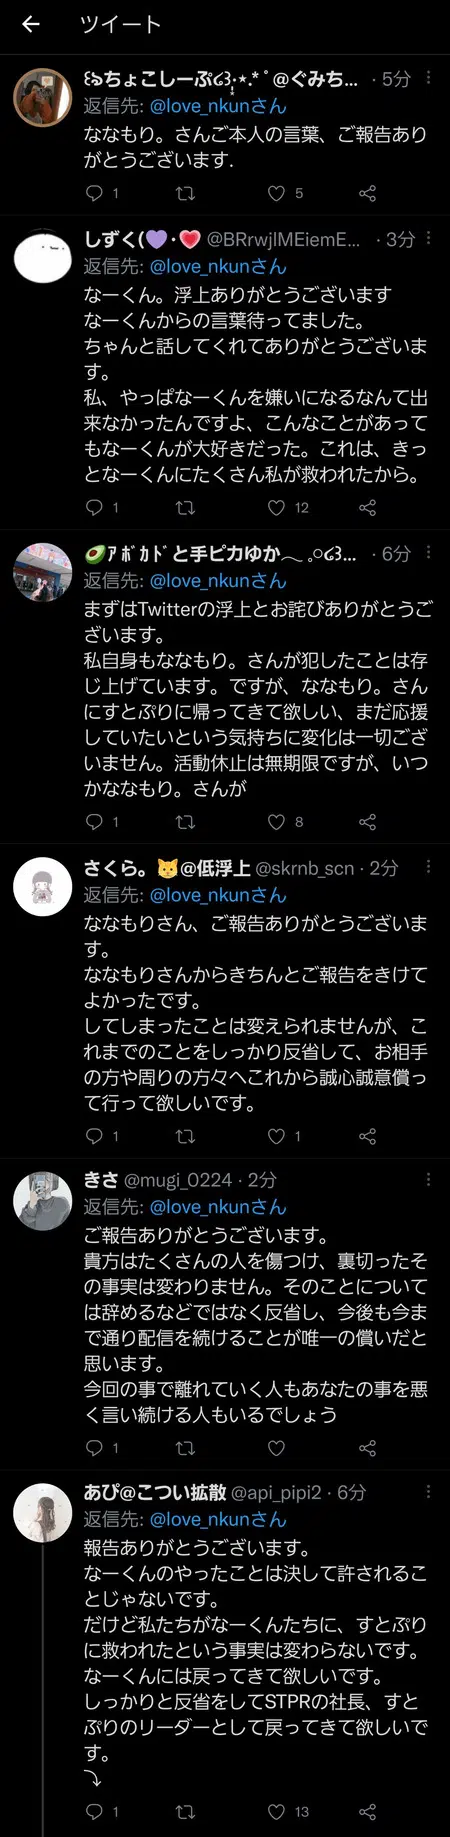 ツイート
ちょこしーぷ @ぐみち... · 5分
返信先: @love_nkunさん
ななもり。さんご本人の言葉、ご報告あり
がとうございます.
1 5
しずく(💜·💗 @BRrwjlMEiemE... · 3分
返信先: @love_nkunさん
なーくん。浮上ありがとうございます
なーくんからの言葉待ってました。
ちゃんと話してくれてありがとうございま
す。
私、やっぱなーくんを嫌いになるなんて出
来なかったんですよ、こんなことがあって
もなーくんが大好きだった。これは、きっ
となーくんにたくさん私が救われたから。
1 12
🥑ｱﾎﾞｶﾄﾞと手ピカゆか... · 6分
返信先: @love_nkunさん
まずはTwitterの浮上とお詫びありがとうご
ざいます。
私自身もななもり。さんが犯したことは存
じ上げています。ですが、ななもり。さん
にすとぷりに帰ってきて欲しい、まだ応援
していたいという気持ちに変化は一切ござ
いません。活動休止は無期限ですが、いつ
かななもり。さんが
1 8
さくら。🐱@低浮上 @skrnb_scn · 2分
返信先: @love_nkunさん
ななもりさん、ご報告ありがとうございま
す。
ななもりさんからきちんとご報告をきけて
よかったです。
してしまったことは変えられませんが、こ
れまでのことをしっかり反省して、お相手
の方や周りの方々へこれから誠心誠意償っ
て行って欲しいです。
1 1
きさ @mugi_0224 · 2分
返信先: @love_nkunさん
ご報告ありがとうございます。
貴方はたくさんの人を傷つけ、裏切ったそ
の事実は変わりません。そのことについて
は辞めるなどではなく反省し、今後も今ま
で通り配信を続けることが唯一の償いだと
思います。
今回の事で離れていく人もあなたの事を悪
く言い続ける人もいるでしょう
1
あぴ@こつい拡散 @api_pipi2 · 6分
返信先: @love_nkunさん
報告ありがとうございます。
なーくんのやったことは決して許されるこ
とじゃないです。
だけど私たちがなーくんたちに、すとぷり
に救われたという事実は変わらないです。
なーくんには戻ってきて欲しいです。
しっかりと反省をしてSTPRの社長、すと
ぷりのリーダーとして戻ってきて欲しいで
す。
⤵
1 13